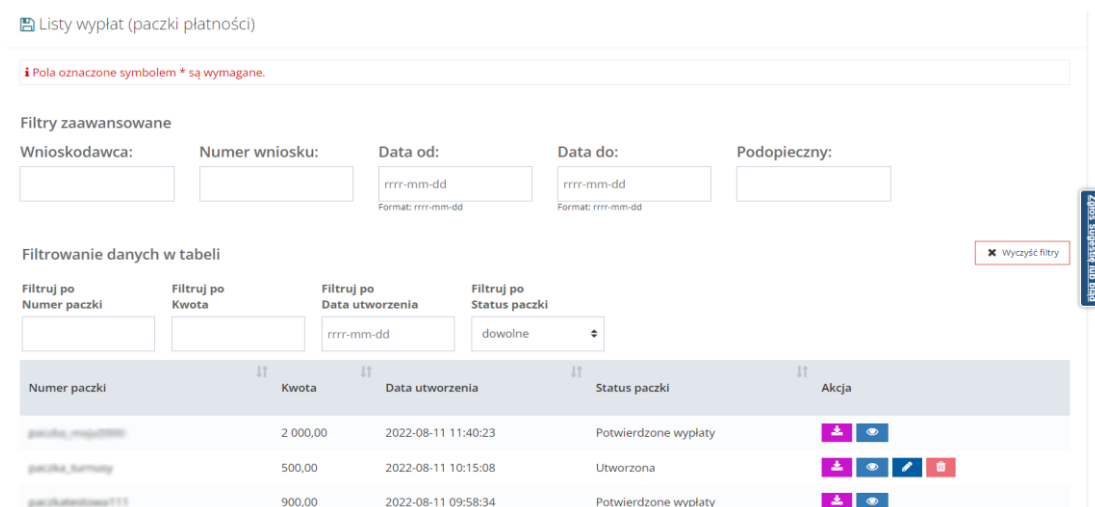 Listy wypłat (paczki płatności)
Pola oznaczone symbolem * są wymagane.
Filtry zaawansowane
Wnioskodawca: Numer wniosku: Data od: Data do: Podopieczny:
rrrr-mm-dd rrrr-mm-dd
Format: rrrr-mm-dd Format: rrrr-mm-dd
Zgłoś sugestię lub błąd
Filtrowanie danych w tabeli Wyczyść filtry
Filtruj po Filtruj po Filtruj po Filtruj po
Numer paczki Kwota Data utworzenia Status paczki
rrrr-mm-dd dowolne
Numer paczki Kwota Data utworzenia Status paczki Akcja
2 000,00 2022-08-11 11:40:23 Potwierdzone wypłaty
500,00 2022-08-11 10:15:08 Utworzona
900,00 2022-08-11 09:58:34 Potwierdzone wypłaty